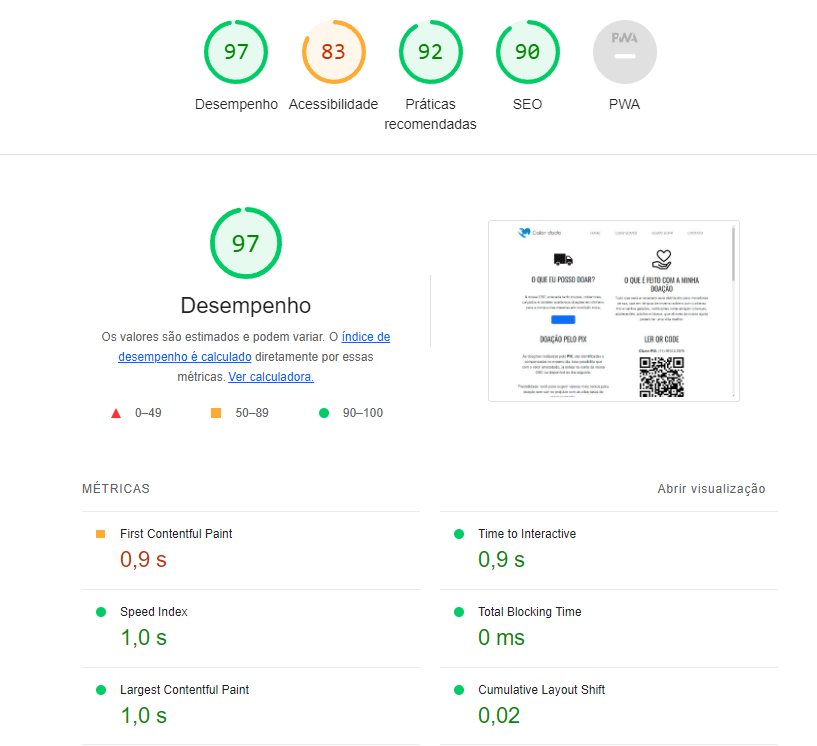 97
83
92
90
PWA
Desempenho
Acessibilidade
Práticas
recomendadas
SEO
PWA
97
Desempenho
Os valores são estimados e podem variar. O índice de
desempenho é calculado diretamente por essas
métricas. Ver calculadora.
0–49
50–89
90–100
O QUE EU POSSO DOAR?
O QUE É FEITO COM A MINHA
DOAÇÃO
DOAÇÃO PELO PIX
LER QR CODE
MÉTRICAS
Abrir visualização
First Contentful Paint
0,9 s
Time to Interactive
0,9 s
Speed Index
1,0 s
Total Blocking Time
0 ms
Largest Contentful Paint
1,0 s
Cumulative Layout Shift
0,02